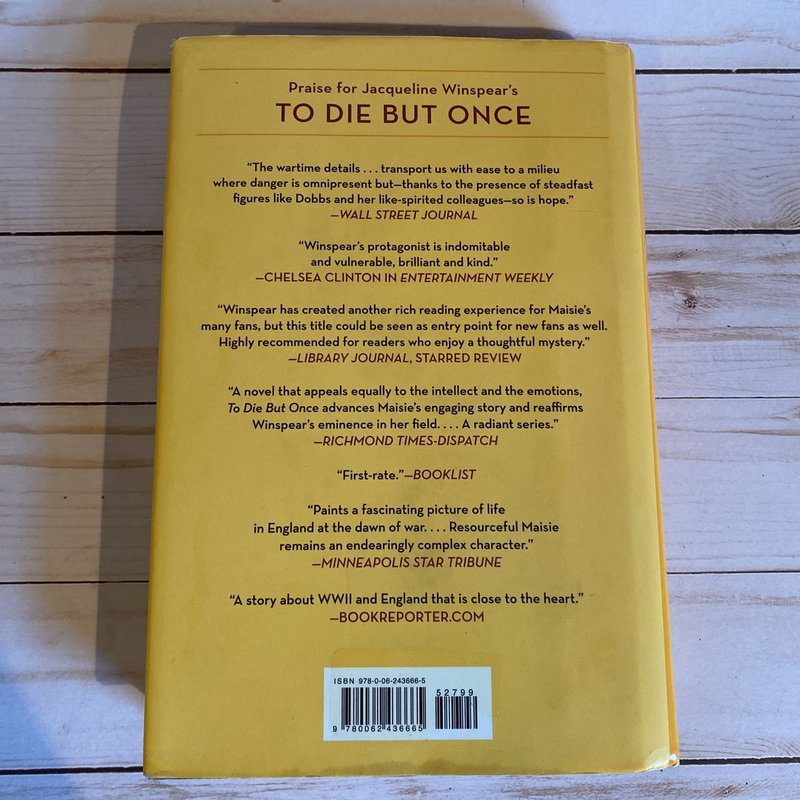 Praise for Jacqueline Winspear's
TO DIE BUT ONCE
"The wartime details . . . transport us with ease to a milieu
where danger is omnipresent but—thanks to the presence of steadfast
figures like Dobbs and her like-spirited colleagues—so is hope."
—WALL STREET JOURNAL
"Winspear's protagonist is indomitable
and vulnerable, brilliant and kind."
—CHELSEA CLINTON IN ENTERTAINMENT WEEKLY
"Winspear has created another rich reading experience for Maisie's
many fans, but this title could be seen as entry point for new fans as well.
Highly recommended for readers who enjoy a thoughtful mystery."
—LIBRARY JOURNAL, STARRED REVIEW
"A novel that appeals equally to the intellect and the emotions,
To Die But Once advances Maisie's engaging story and reaffirms
Winspear's eminence in her field. . . . A radiant series."
—RICHMOND TIMES-DISPATCH
"First-rate."—BOOKLIST
"Paints a fascinating picture of life
in England at the dawn of war. . . . Resourceful Maisie
remains an endearingly complex character."
—MINNEAPOLIS STAR TRIBUNE
"A story about WWII and England that is close to the heart."
—BOOKREPORTER.COM
ISBN 978-0-06-243666-5
52799
9 780062 436665